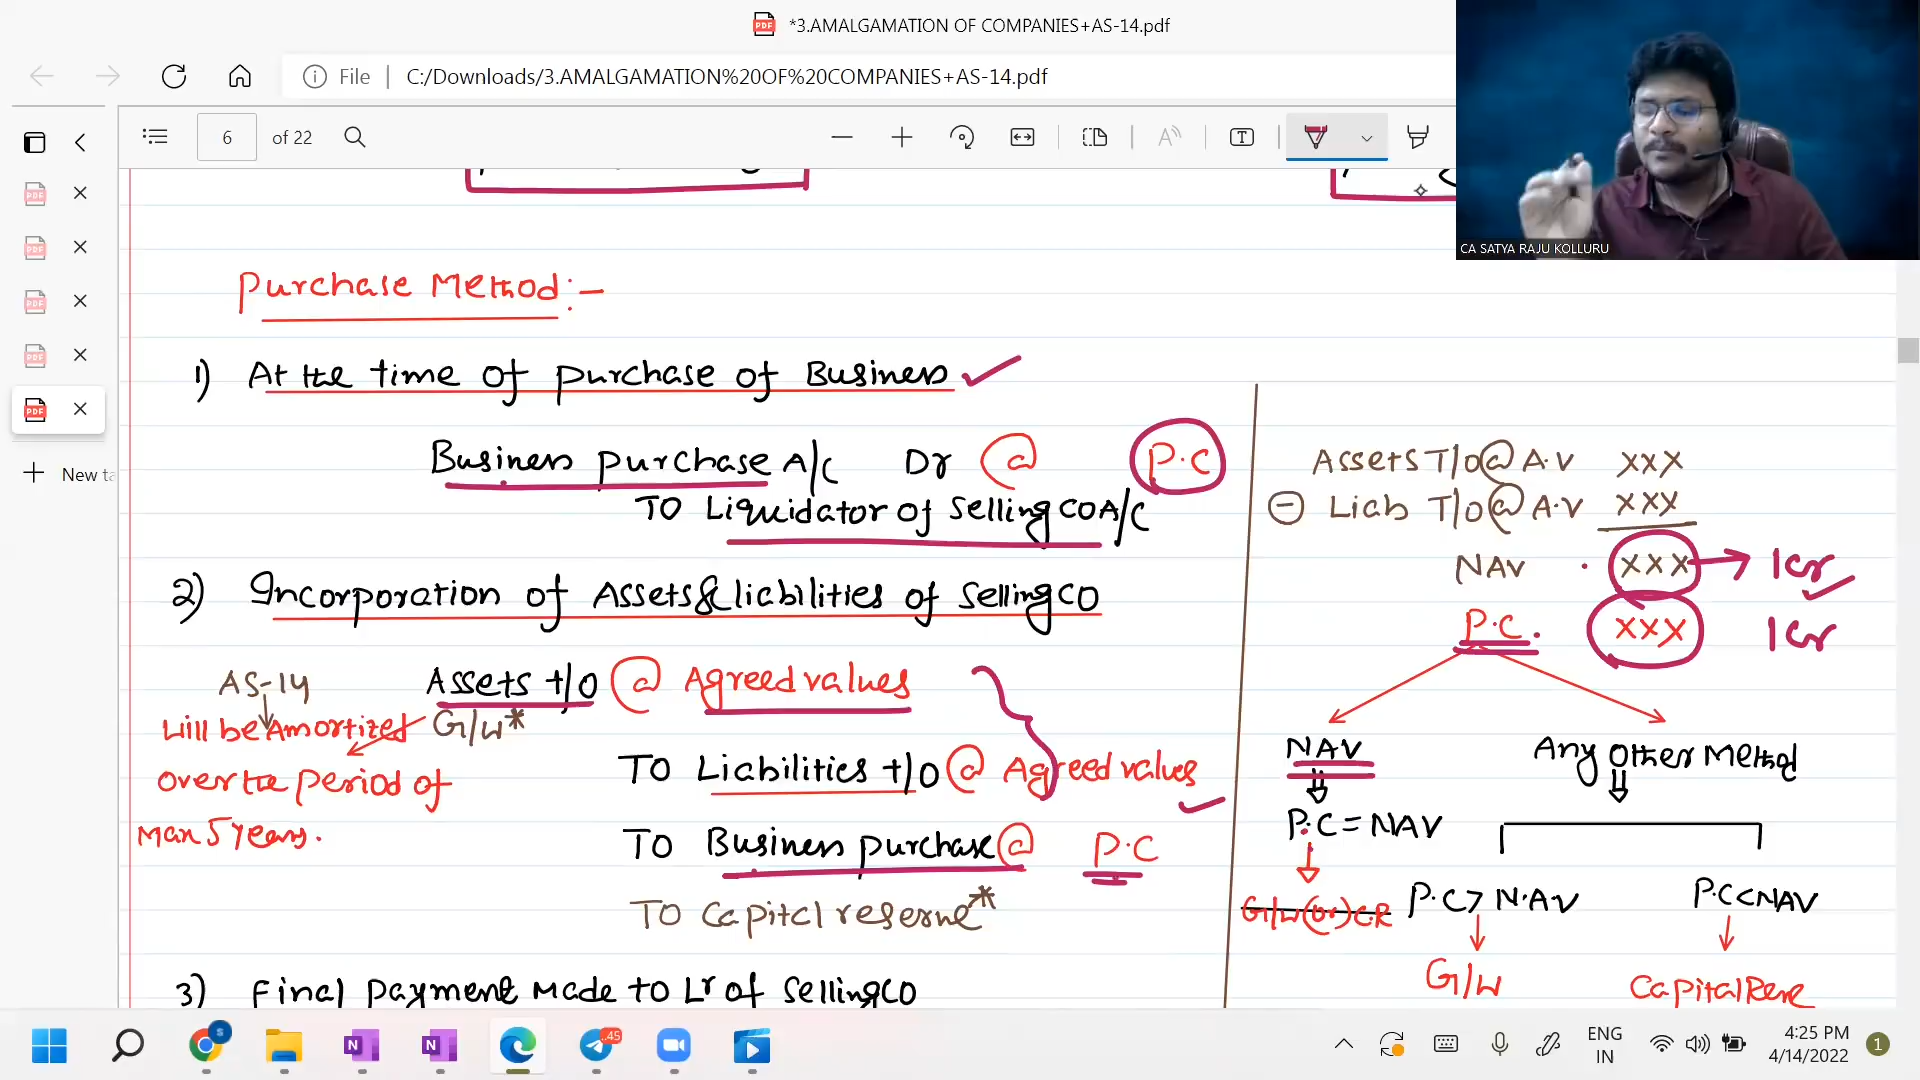 *3.AMALGAMATION OF COMPANIES+AS-14.pdf
File C:/Downloads/3.AMALGAMATION%20OF%20COMPANIES+AS-14.pdf
6 of 22
CA SATYA RAJU KOLLURU
New ta
Purchase Method:-
1) At the time of purchase of Business
Business purchase A/C Dr @ P.C
TO Liquidator of selling CO A/C
2) Incorporation of Assets & liabilities of selling CO
AS-14
Assets t/o @ Agreed values
Will be Amortized G/W*
over the period of
Max 5 years.
TO Liabilities t/o @ Agreed values
TO Business purchase @ P.C
TO Capital reserve*
3) Final payment Made to Lr of selling CO
Assets T/o @ A.V XXX
(-) Liab T/o @ A.V XXX
NAV XXX → 1cr
P.C. XXX 1cr
NAV Any other Method
P.C = NAV
G/W (or) C.R P.C > N.A.V P.C < NAV
G/W Capital Rere
.45
ENG
IN
4:25 PM
4/14/2022
1